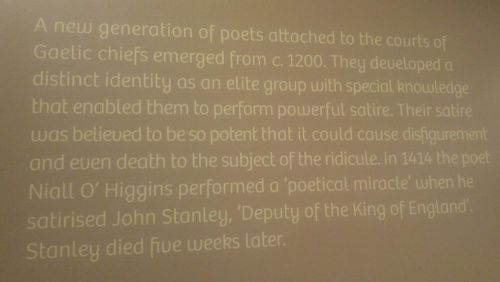 A new generation of poets attached to the courts of
Gaelic chiefs emerged from c. 1200. They developed a
distinct identity as an elite group with special knowledge
that enabled them to perform powerful satire. Their satire
was believed to be so potent that it could cause disfigurement
and even death to the subject of the ridicule. In 1414 the poet
Niall O' Higgins performed a 'poetical miracle' when he
satirised John Stanley, 'Deputy of the King of England'.
Stanley died five weeks later.